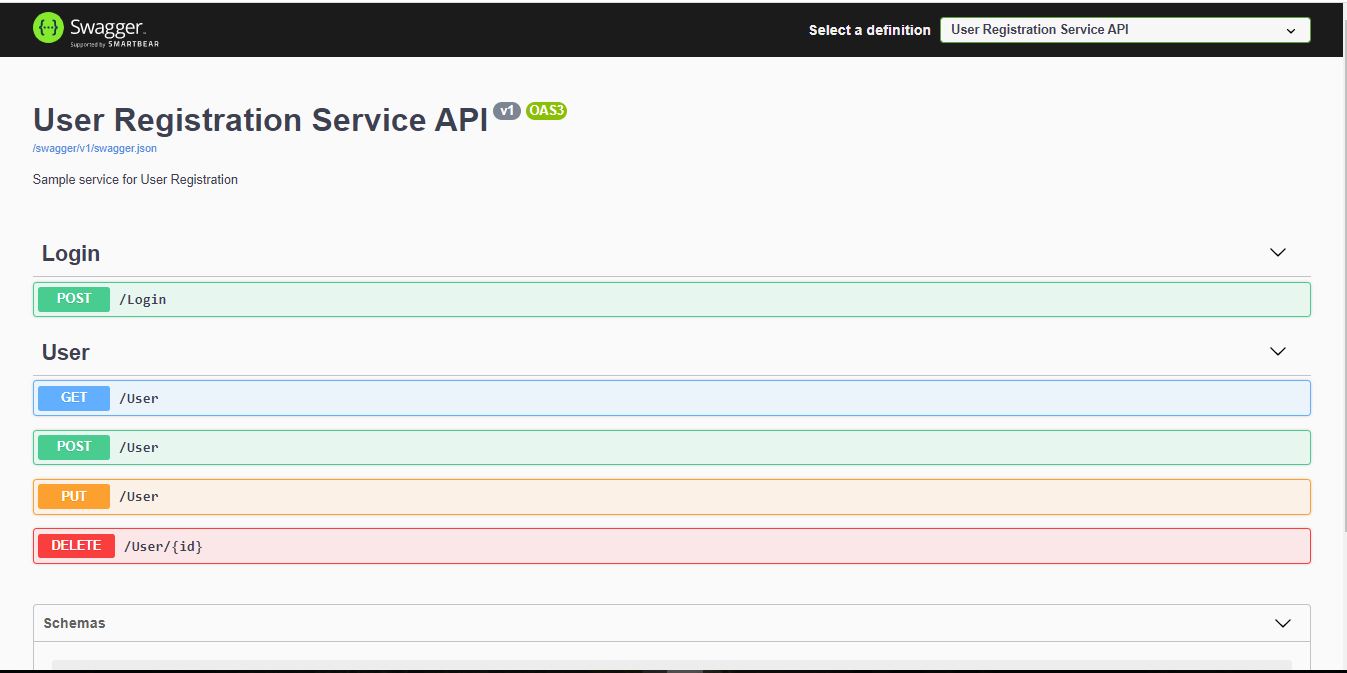 Swagger
Supported by SMARTBEAR
Select a definition
User Registration Service API
User Registration Service API v1 OAS3
/swagger/v1/swagger.json
Sample service for User Registration
Login
POST /Login
User
GET /User
POST /User
PUT /User
DELETE /User/{id}
Schemas